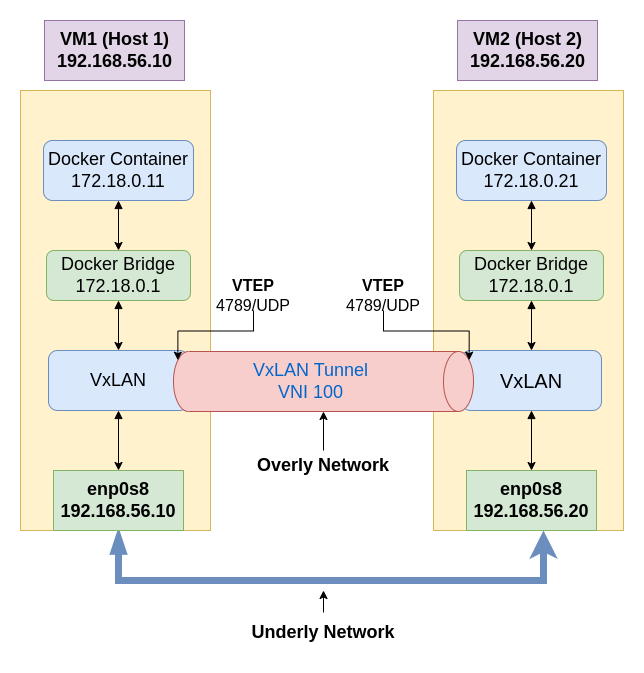 VM1 (Host 1)
192.168.56.10
VM2 (Host 2)
192.168.56.20
Docker Container
172.18.0.11
Docker Container
172.18.0.21
Docker Bridge
172.18.0.1
Docker Bridge
172.18.0.1
VTEP
4789/UDP
VTEP
4789/UDP
VxLAN
VxLAN Tunnel
VNI 100
VxLAN
Overly Network
enp0s8
192.168.56.10
enp0s8
192.168.56.20
Underly Network